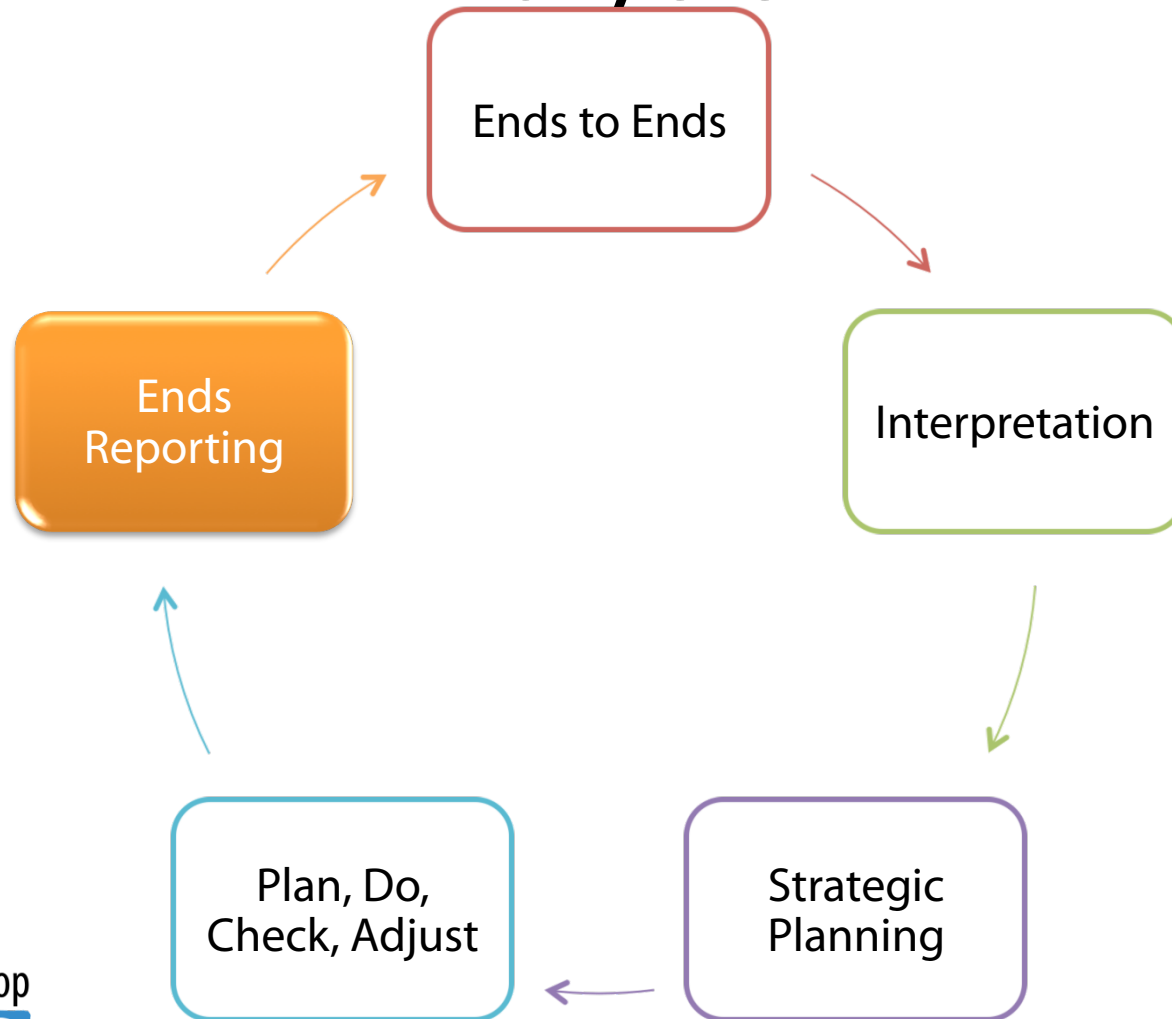 Ends to Ends
Interpretation
Strategic
Planning
Plan, Do,
Check, Adjust
Ends
Reporting